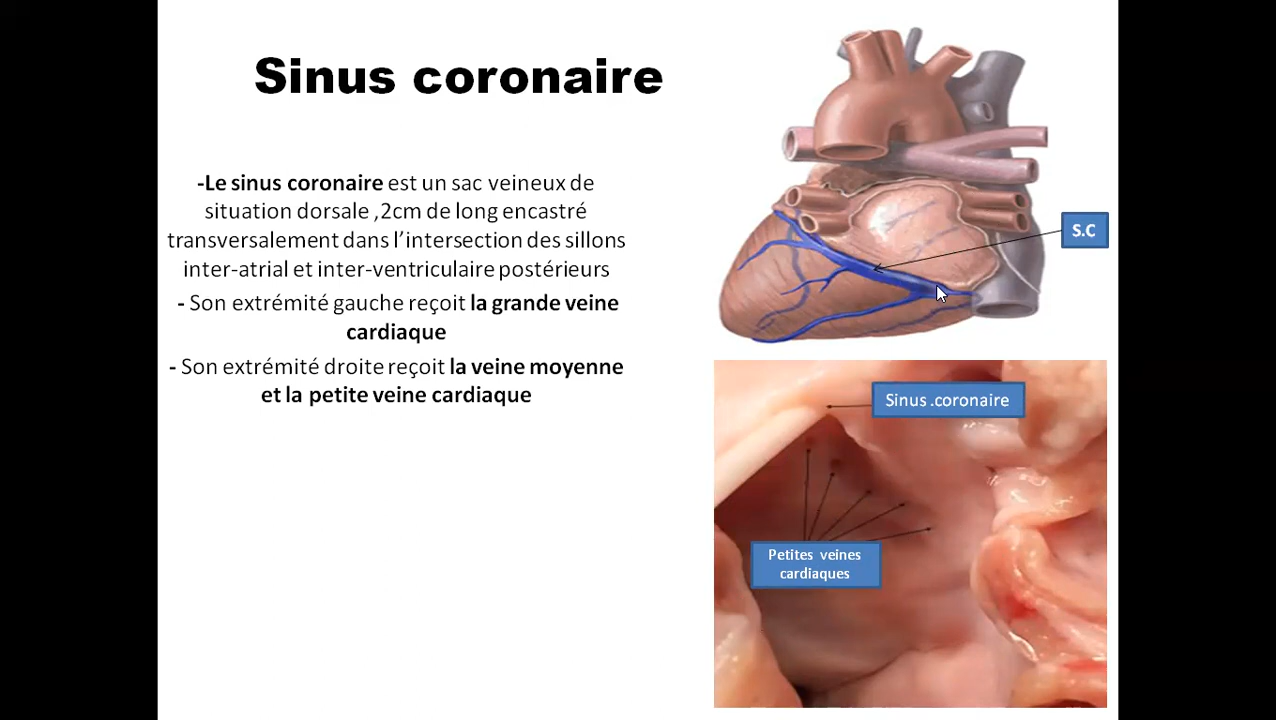 Sinus coronaire
-Le sinus coronaire est un sac veineux de
situation dorsale ,2cm de long encastré
transversalement dans l’intersection des sillons
inter-atrial et inter-ventriculaire postérieurs
- Son extrémité gauche reçoit la grande veine
cardiaque
- Son extrémité droite reçoit la veine moyenne
et la petite veine cardiaque
S.C
Sinus .coronaire
Petites veines
cardiaques